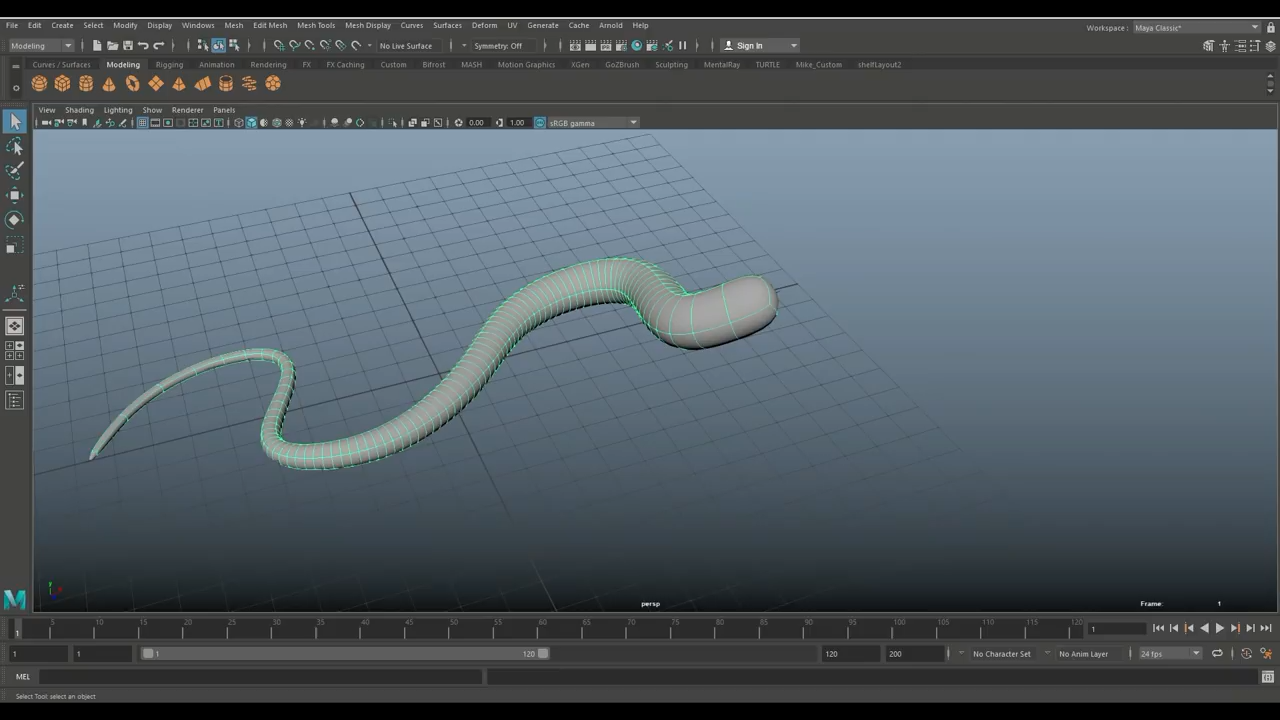 File Edit Create Select Modify Display Windows Mesh Edit Mesh Mesh Tools Mesh Display Curves Surfaces Deform UV Generate Cache Arnold Help
Workspace: Maya Classic*
Modeling No Live Surface Symmetry: Off Sign In
Curves / Surfaces Modeling Rigging Animation Rendering FX FX Caching Custom Bifrost MASH Motion Graphics XGen GoZBrush Sculpting MentalRay TURTLE Mike_Custom shelfLayout2
View Shading Lighting Show Renderer Panels
0.00 1.00 sRGB gamma
persp
Frame: 1
5 10 15 20 25 30 35 40 45 50 55 60 65 70 75 80 85 90 95 100 105 110 115 120
1 1
1 1 1 120 120 200 No Character Set No Anim Layer 24 fps
MEL
Select Tool: select an object